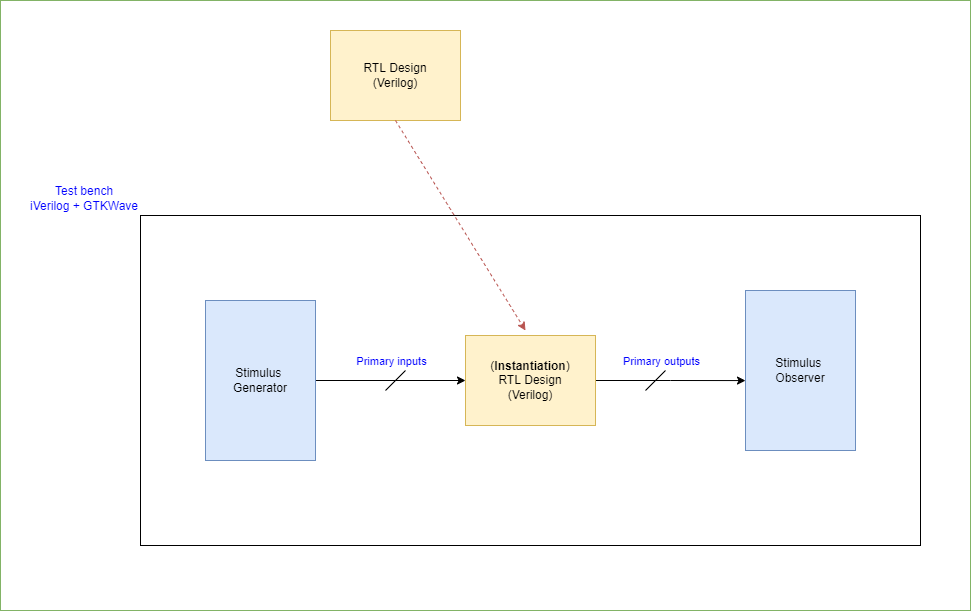 RTL Design
(Verilog)
Test bench
iVerilog + GTKWave
Stimulus
Generator
Primary inputs
(Instantiation)
RTL Design
(Verilog)
Primary outputs
Stimulus
Observer